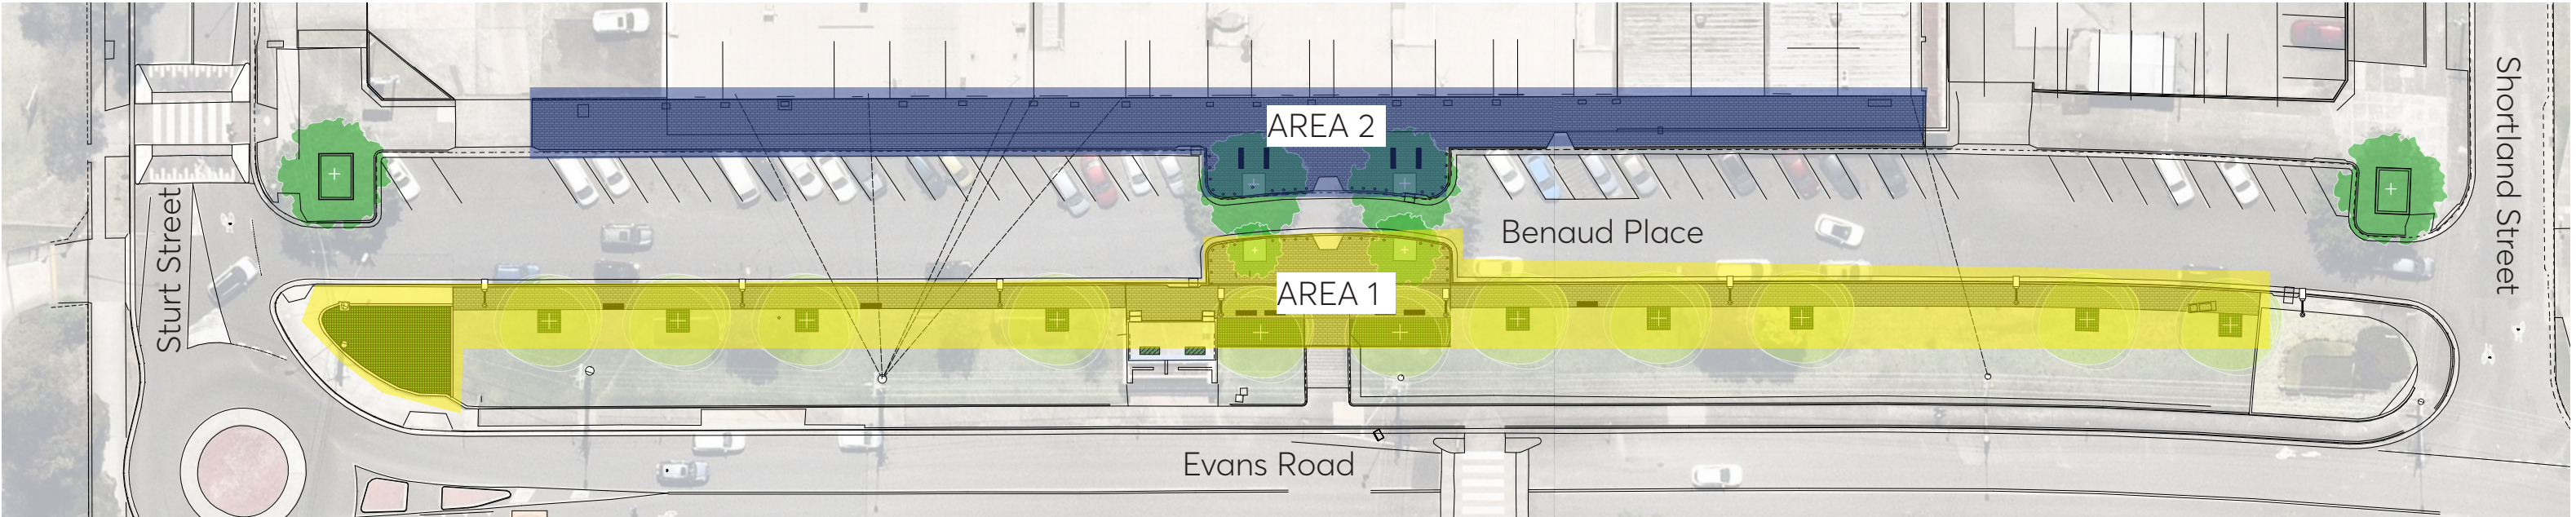 AREA 2
Shortland Street
Benaud Place
Sturt Street
AREA 1
Evans Road